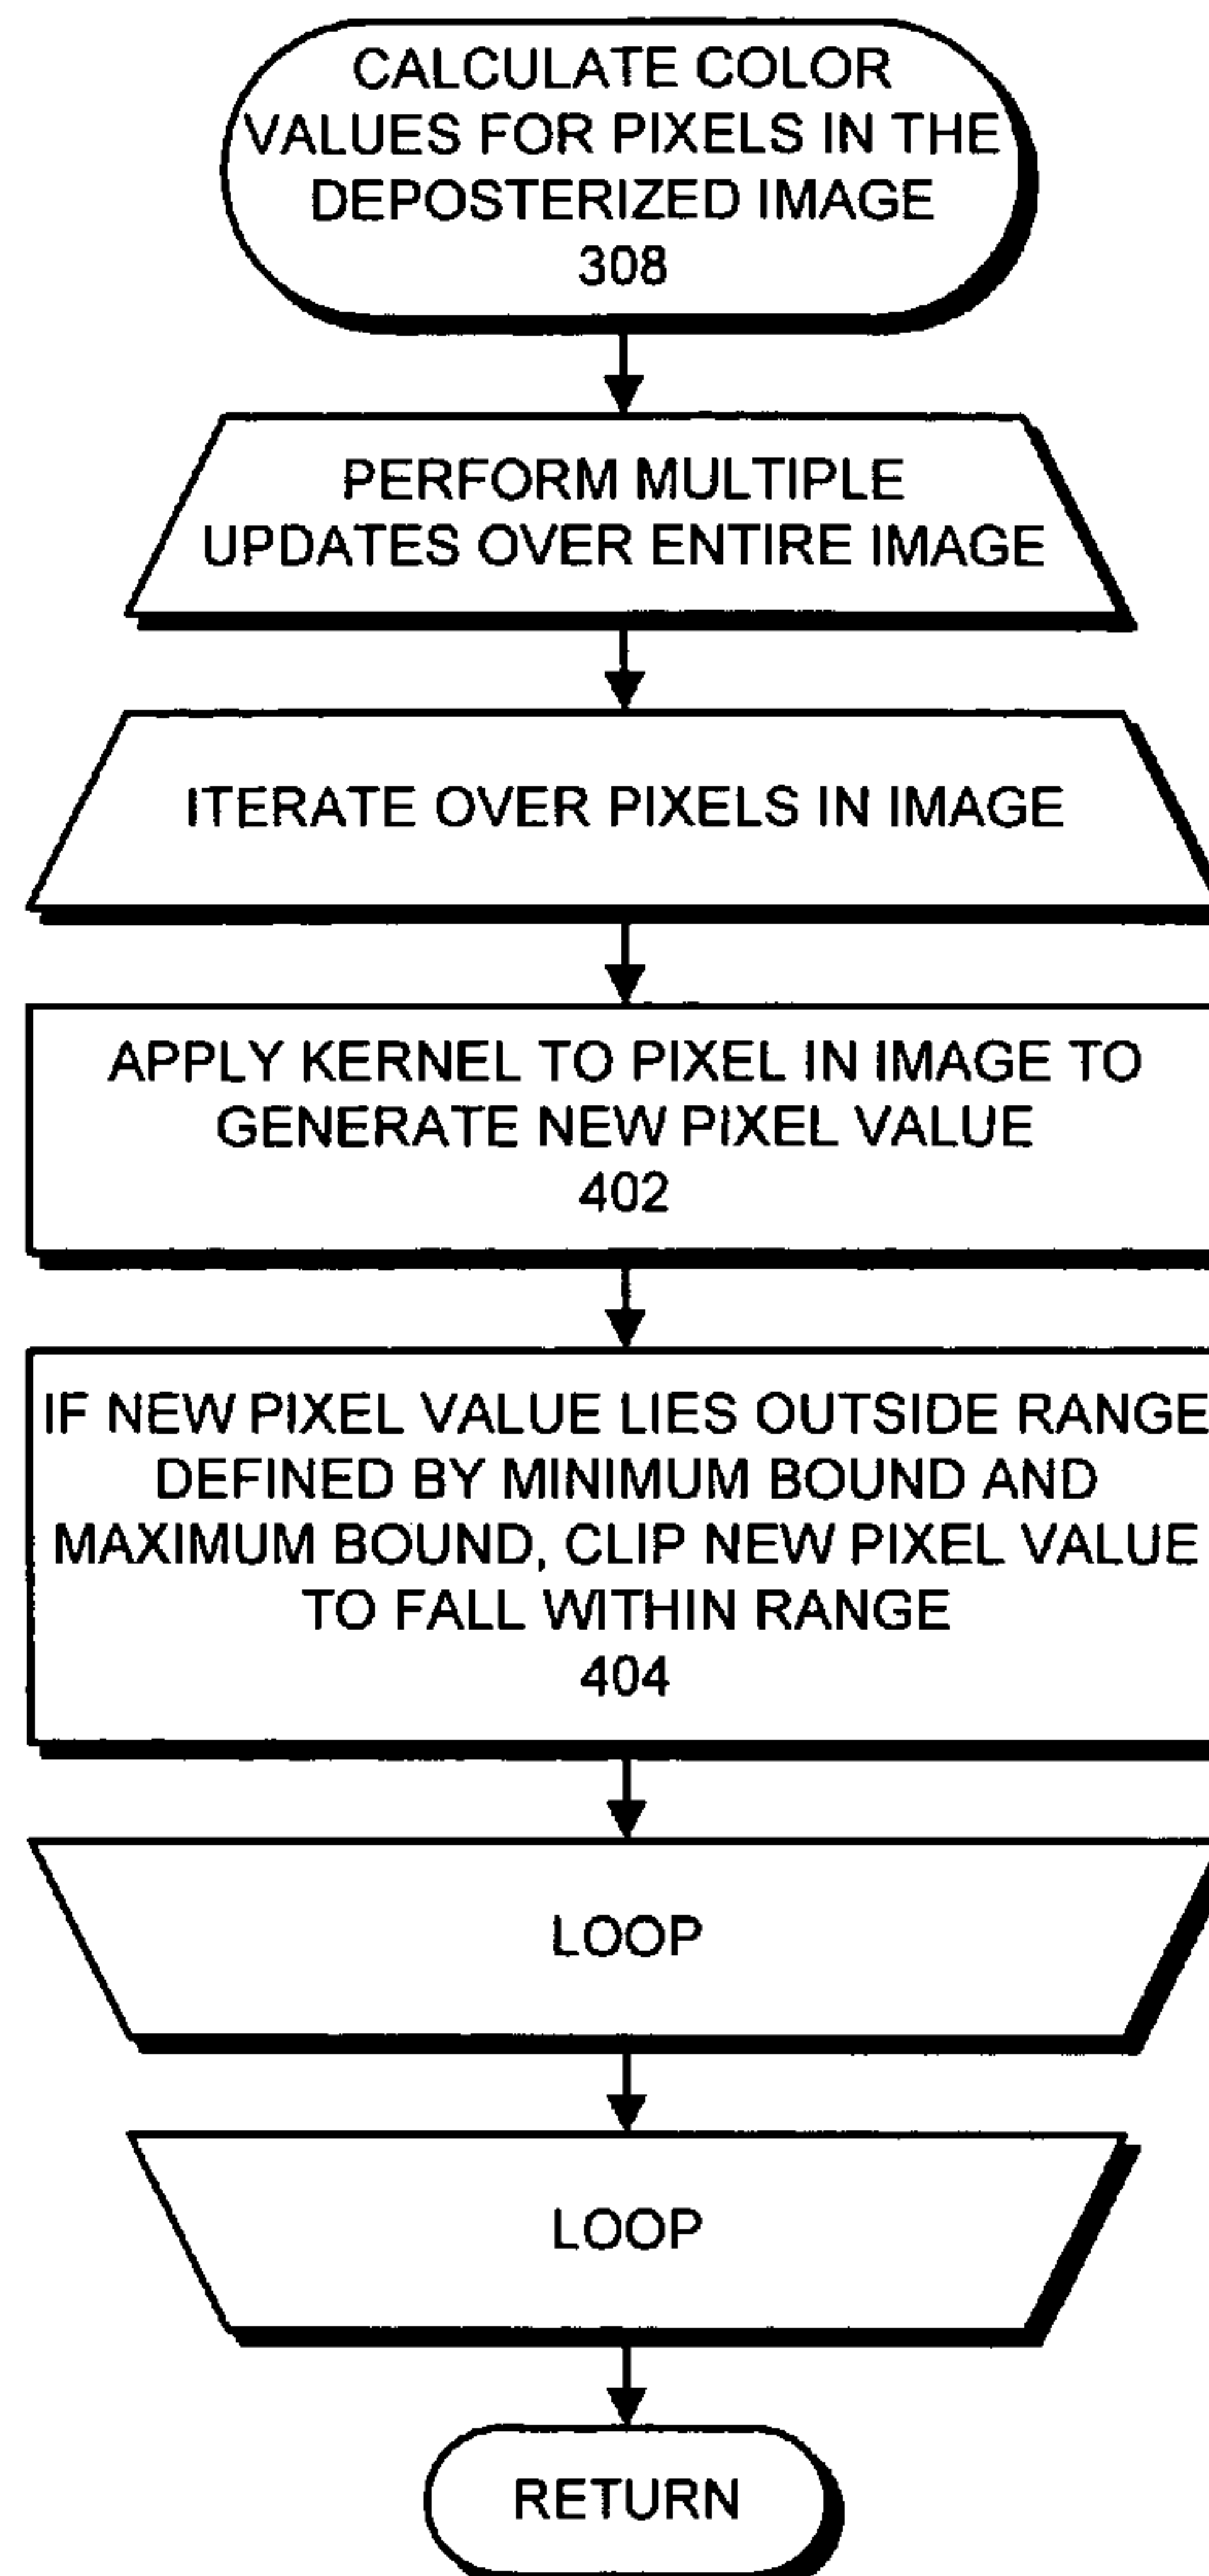 CALCULATE COLOR
VALUES FOR PIXELS IN THE
DEPOSTERIZED IMAGE
308
PERFORM MULTIPLE
UPDATES OVER ENTIRE IMAGE
ITERATE OVER PIXELS IN IMAGE
APPLY KERNEL TO PIXEL IN IMAGE TO
GENERATE NEW PIXEL VALUE
402
IF NEW PIXEL VALUE LIES OUTSIDE RANGE
DEFINED BY MINIMUM BOUND AND
MAXIMUM BOUND, CLIP NEW PIXEL VALUE
TO FALL WITHIN RANGE
404
LOOP
LOOP
RETURN